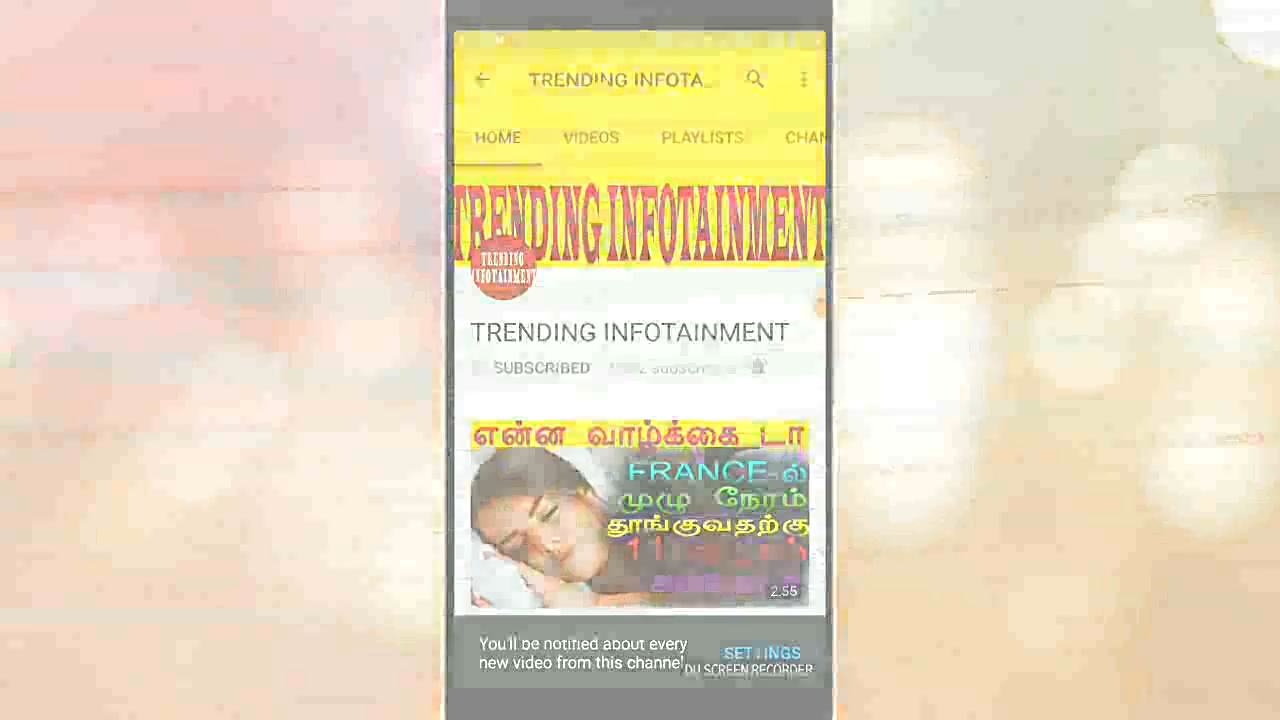 TRENDING INFOTA...
HOME VIDEOS PLAYLISTS CHAN
TRENDING INFOTAINMENT
TRENDING
INFOTAINMENT
TRENDING INFOTAINMENT
SUBSCRIBED
என்ன வாழ்க்கை டா
FRANCE-ல்
முழு நேரம்
தூங்குவதற்கு
11
2:55
You'll be notified about every
new video from this channel
SETTINGS
DU SCREEN RECORDER